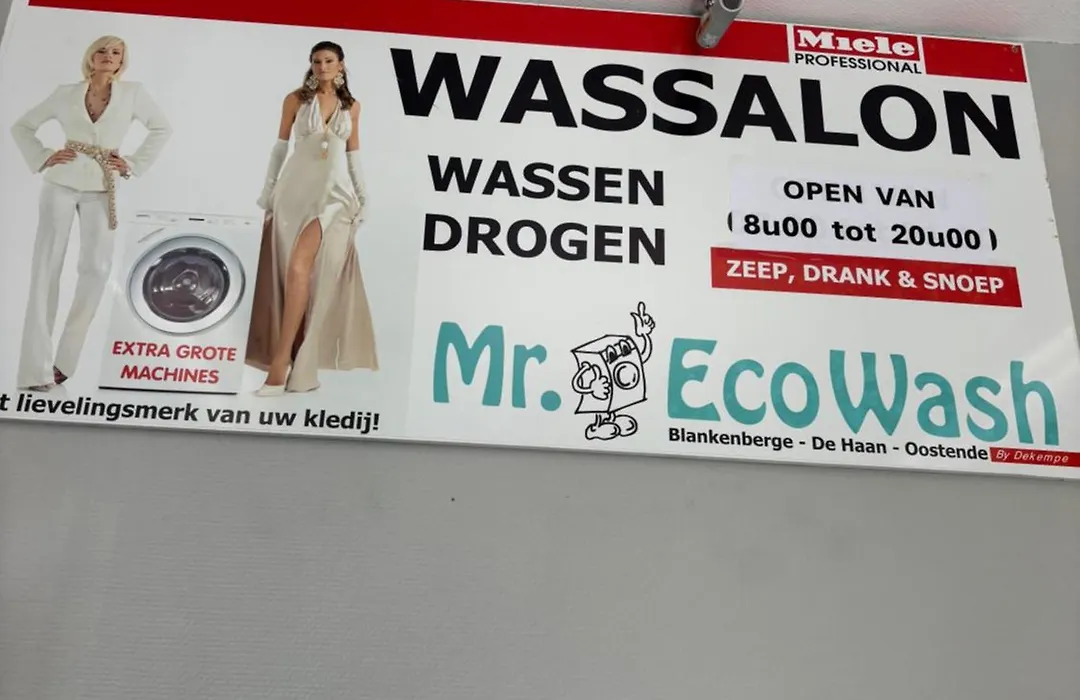 Miele
PROFESSIONAL
WASSALON
WASSEN
DROGEN
OPEN VAN
( 8u00 tot 20u00 )
ZEEP, DRANK & SNOEP
EXTRA GROTE
MACHINES
t lievelingsmerk van uw kledij!
Mr. EcoWash
Blankenberge - De Haan - Oostende
By Dekempe